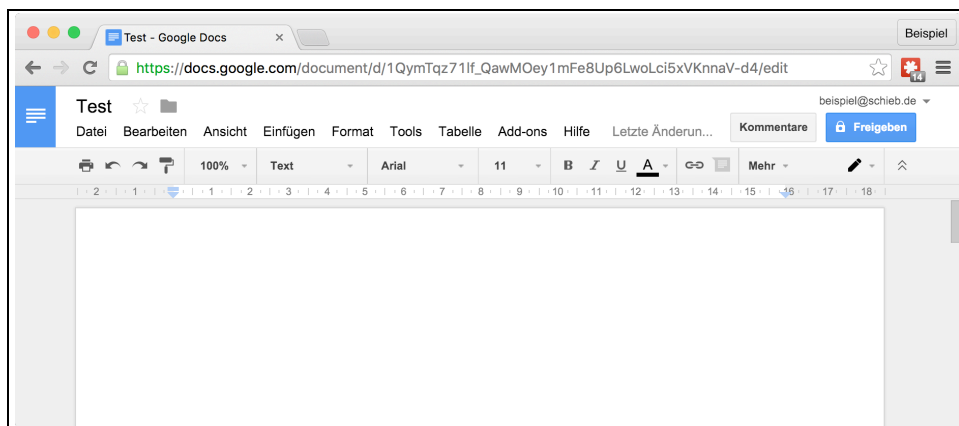 Test - Google Docs
Beispiel
https://docs.google.com/document/d/1QymTqz71lf_QawMOey1mFe8Up6LwoLci5xVKnnaV-d4/edit
14
Test
beispiel@schieb.de
Datei Bearbeiten Ansicht Einfügen Format Tools Tabelle Add-ons Hilfe Letzte Änderun... Kommentare Freigeben
100% Text Arial 11 B I U A Mehr
2 1 1 2 3 4 5 6 7 8 9 10 11 12 13 14 15 16 17 18